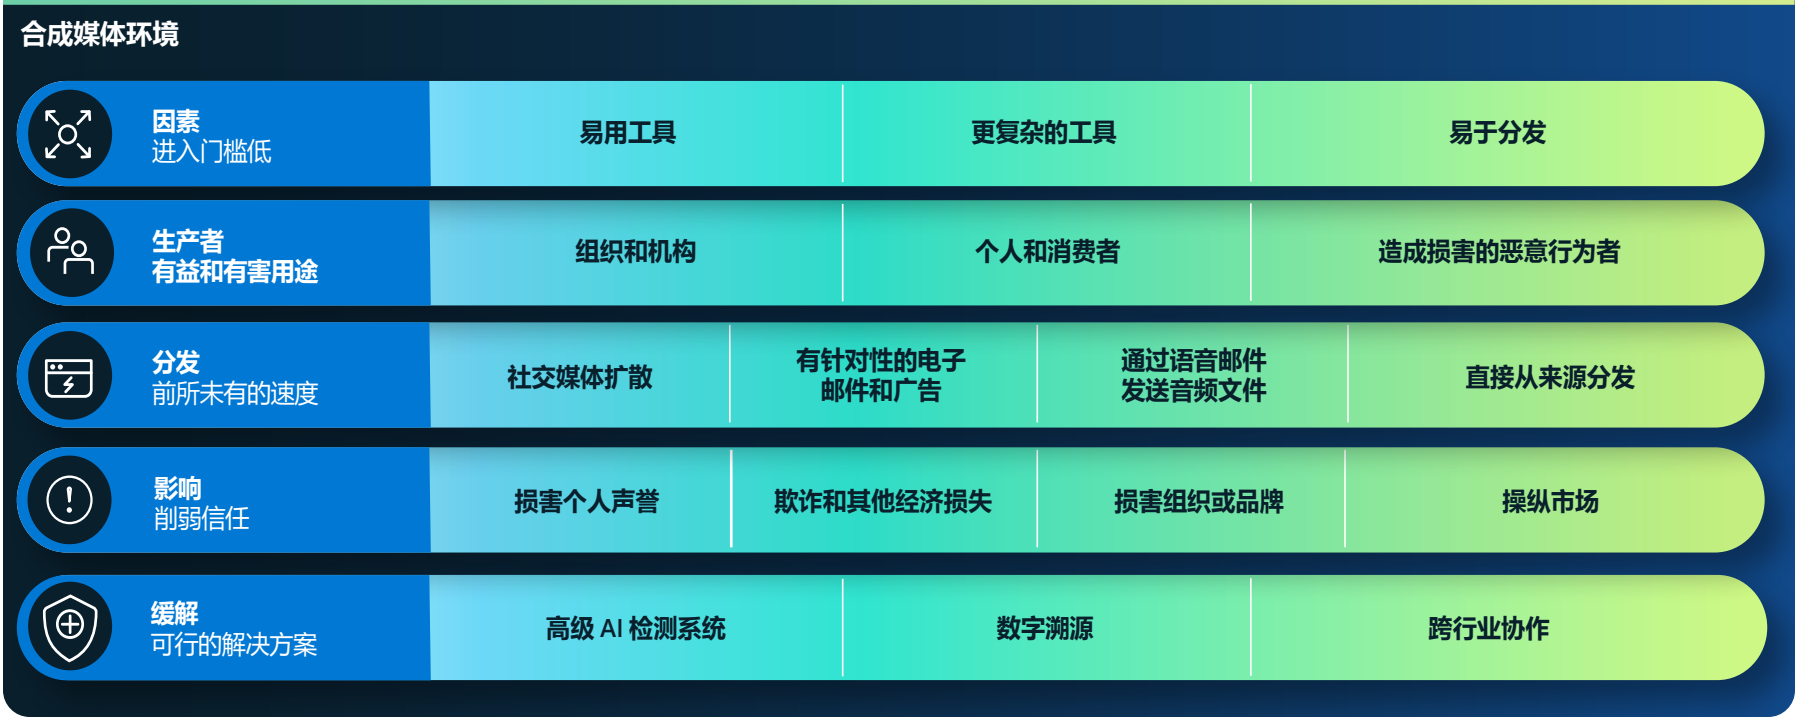 合成媒体环境
因素
进入门槛低
易用工具
更复杂的工具
易于分发
生产者
有益和有害用途
组织和机构
个人和消费者
造成损害的恶意行为者
分发
前所未有的速度
社交媒体扩散
有针对性的电子
邮件和广告
通过语音邮件
发送音频文件
直接从来源分发
影响
削弱信任
损害个人声誉
欺诈和其他经济损失
损害组织或品牌
操纵市场
缓解
可行的解决方案
高级 AI 检测系统
数字溯源
跨行业协作